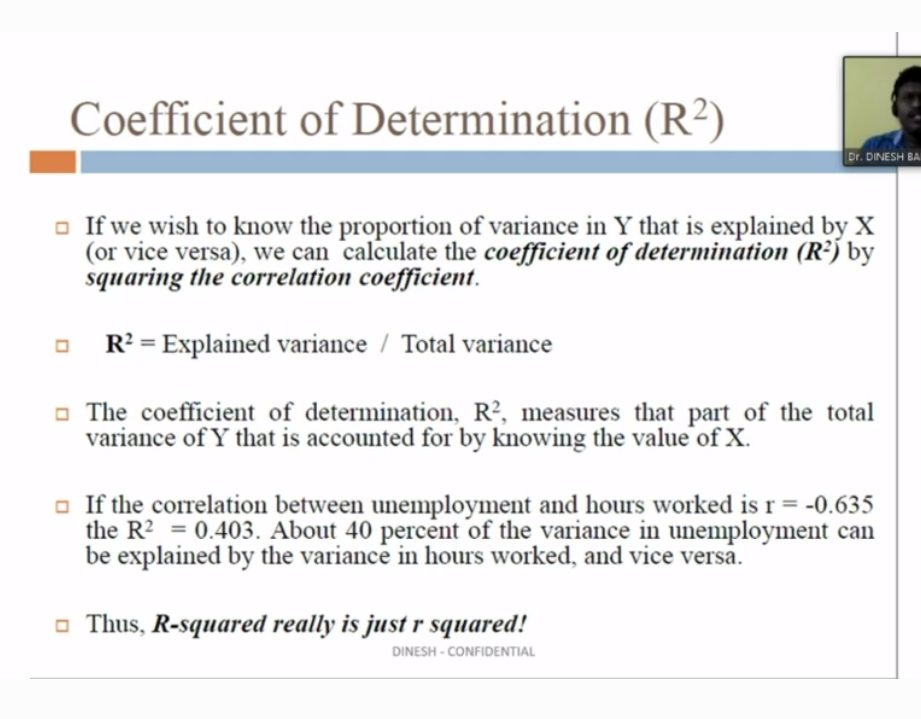 Coefficient of Determination (R²)
Dr. DINESH BA
If we wish to know the proportion of variance in Y that is explained by X
(or vice versa), we can calculate the coefficient of determination (R²) by
squaring the correlation coefficient.
R² = Explained variance / Total variance
The coefficient of determination, R², measures that part of the total
variance of Y that is accounted for by knowing the value of X.
If the correlation between unemployment and hours worked is r = -0.635
the R² = 0.403. About 40 percent of the variance in unemployment can
be explained by the variance in hours worked, and vice versa.
Thus, R-squared really is just r squared!
DINESH - CONFIDENTIAL